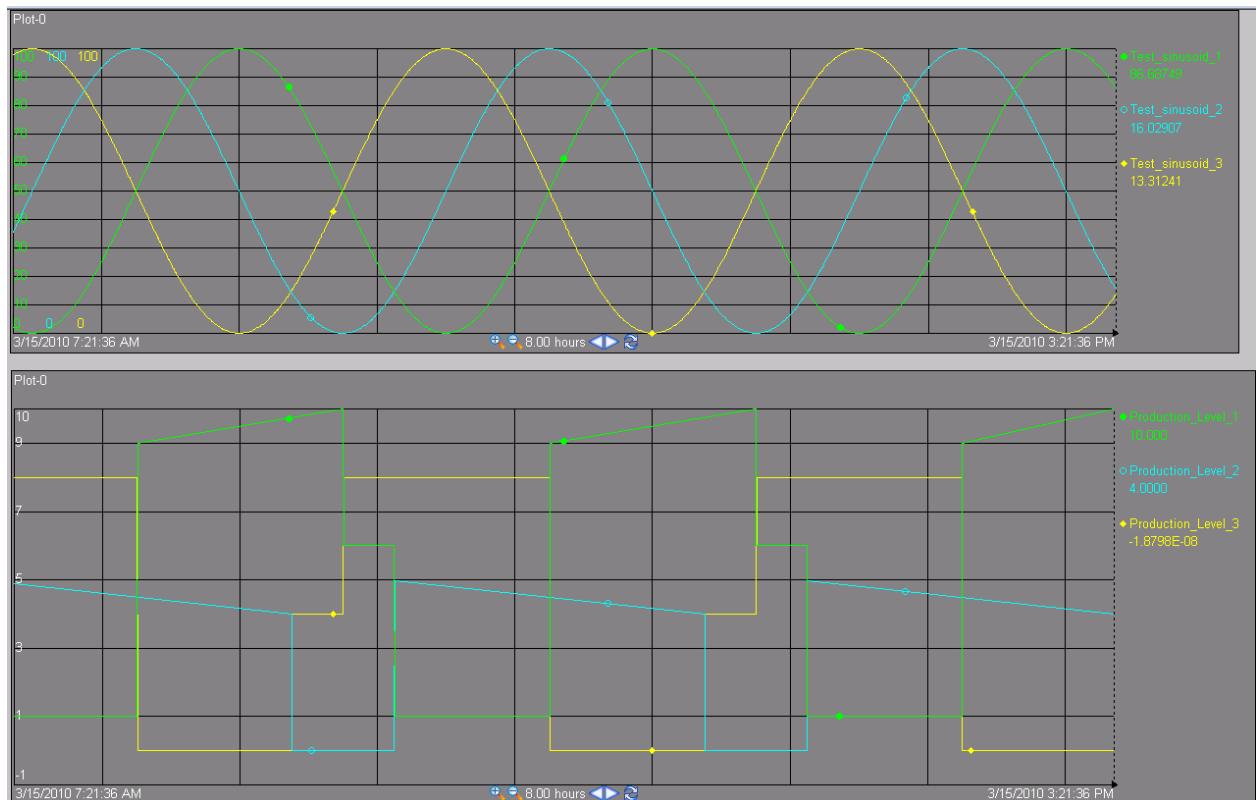 Plot-0
100 100 100
90
80
70
60
50
40
30
20
10
0 0 0
Test_sinusoid_1
Test_sinusoid_2
16.02907
Test_sinusoid_3
13.31241
3/15/2010 7:21:36 AM
8.00 hours
3/15/2010 3:21:36 PM
Plot-0
10
9
7
5
3
1
-1
Production_Level_1
10.000
Production_Level_2
4.0000
Production_Level_3
-1.8798E-08
3/15/2010 7:21:36 AM
8.00 hours
3/15/2010 3:21:36 PM